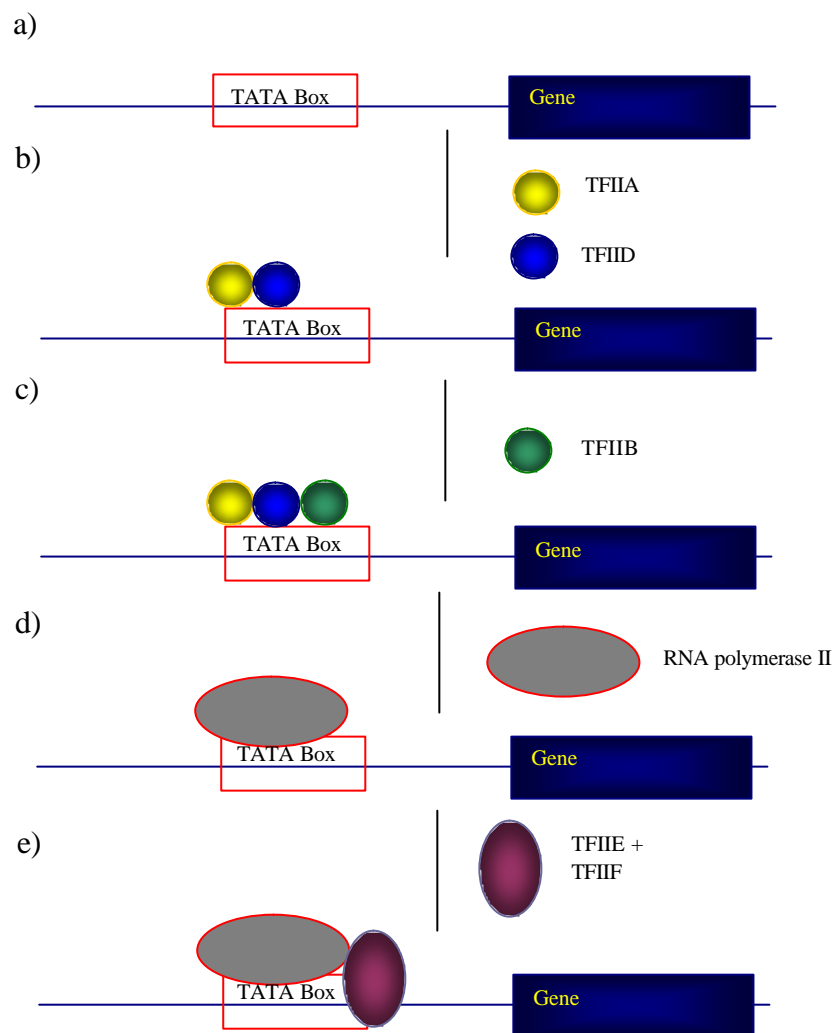 a)
TATA Box
Gene
b)
TFIIA
TFIID
TATA Box
Gene
c)
TFIIB
TATA Box
Gene
d)
RNA polymerase II
TATA Box
Gene
e)
TFIIE +
TFIIF
TATA Box
Gene